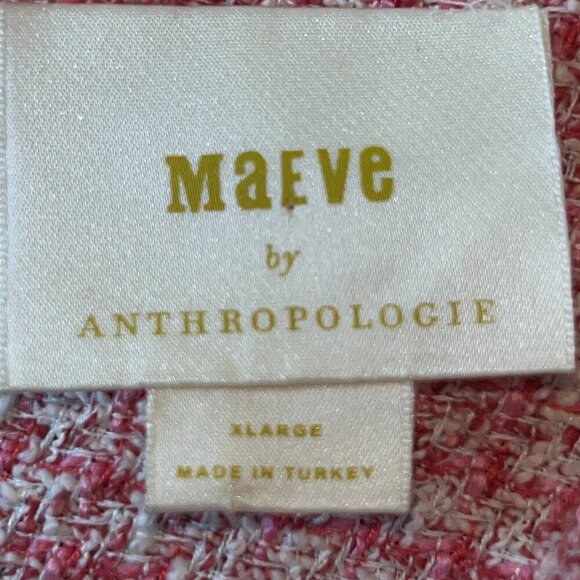 MaEVe
by
ANTHROPOLOGIE
XLARGE
MADE IN TURKEY